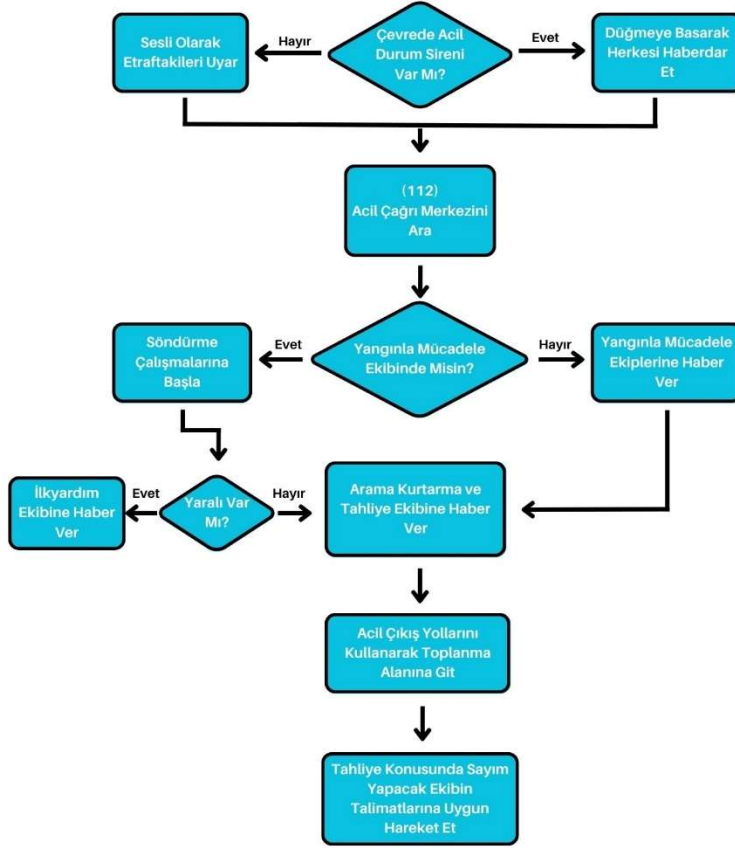 Sesli Olarak
Etraftakileri Uyar
Hayır
Çevrede Acil
Durum Sireni
Var Mı?
Evet
Düğmeye Basarak
Herkesi Haberdar
Et
(112)
Acil Çağrı Merkezini
Ara
Söndürme
Çalışmalarına
Başla
Evet
Yangınla Mücadele
Ekibinde Misin?
Hayır
Yangınla Mücadele
Ekiplerine Haber
Ver
İlkyardım
Ekibine Haber
Ver
Evet
Yaralı Var
Mı?
Hayır
Arama Kurtarma ve
Tahliye Ekibine Haber
Ver
Acil Çıkış Yollarını
Kullanarak Toplanma
Alanına Git
Tahliye Konusunda Sayım
Yapacak Ekibin
Talimatlarına Uygun
Hareket Et